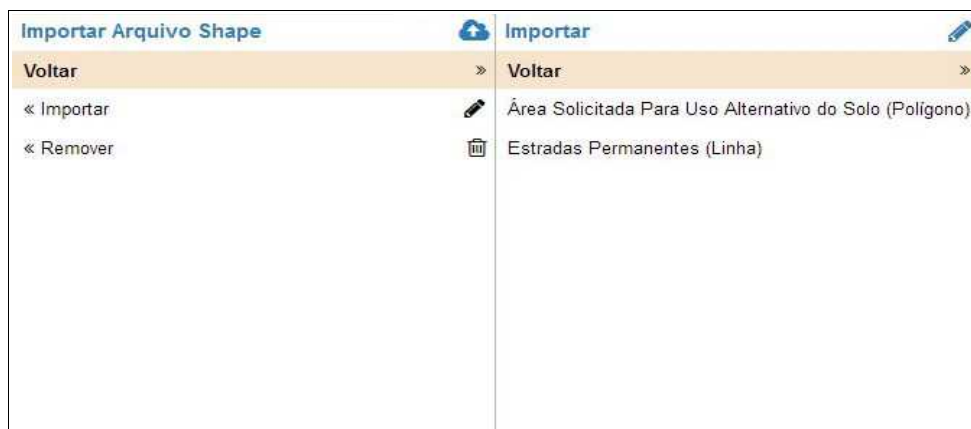 Importar Arquivo Shape
Voltar »
« Importar
« Remover
Importar
Voltar »
Área Solicitada Para Uso Alternativo do Solo (Polígono)
Estradas Permanentes (Linha)